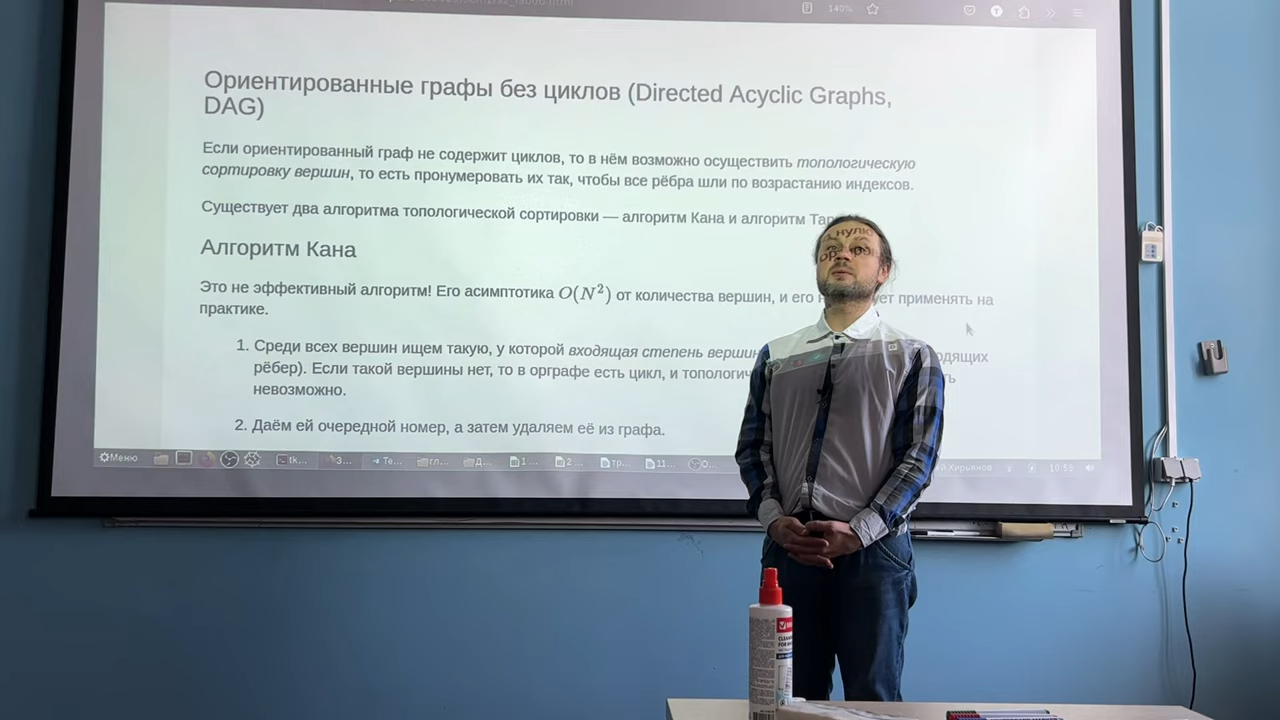 140%
Ориентированные графы без циклов (Directed Acyclic Graphs,
DAG)
Если ориентированный граф не содержит циклов, то в нём возможно осуществить топологическую
сортировку вершин, то есть пронумеровать их так, чтобы все рёбра шли по возрастанию индексов.
Существует два алгоритма топологической сортировки — алгоритм Кана и алгоритм
Алгоритм Кана
Это не эффективный алгоритм! Его асимптотика O(N²) от количества вершин, и его применять на
практике.
1. Среди всех вершин ищем такую, у которой входящая степень
нулю
рёбер). Если такой вершины нет, то в орграфе есть цикл, и
невозможно.
2. Даём ей очередной номер, а затем удаляем её из графа.
Меню
10:59